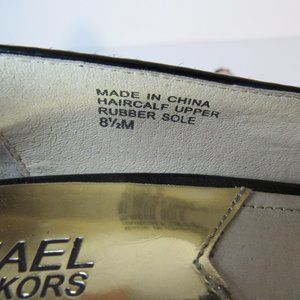 MADE IN CHINA
HAIRCALF UPPER
RUBBER SOLE
8½M
AEL
KORS